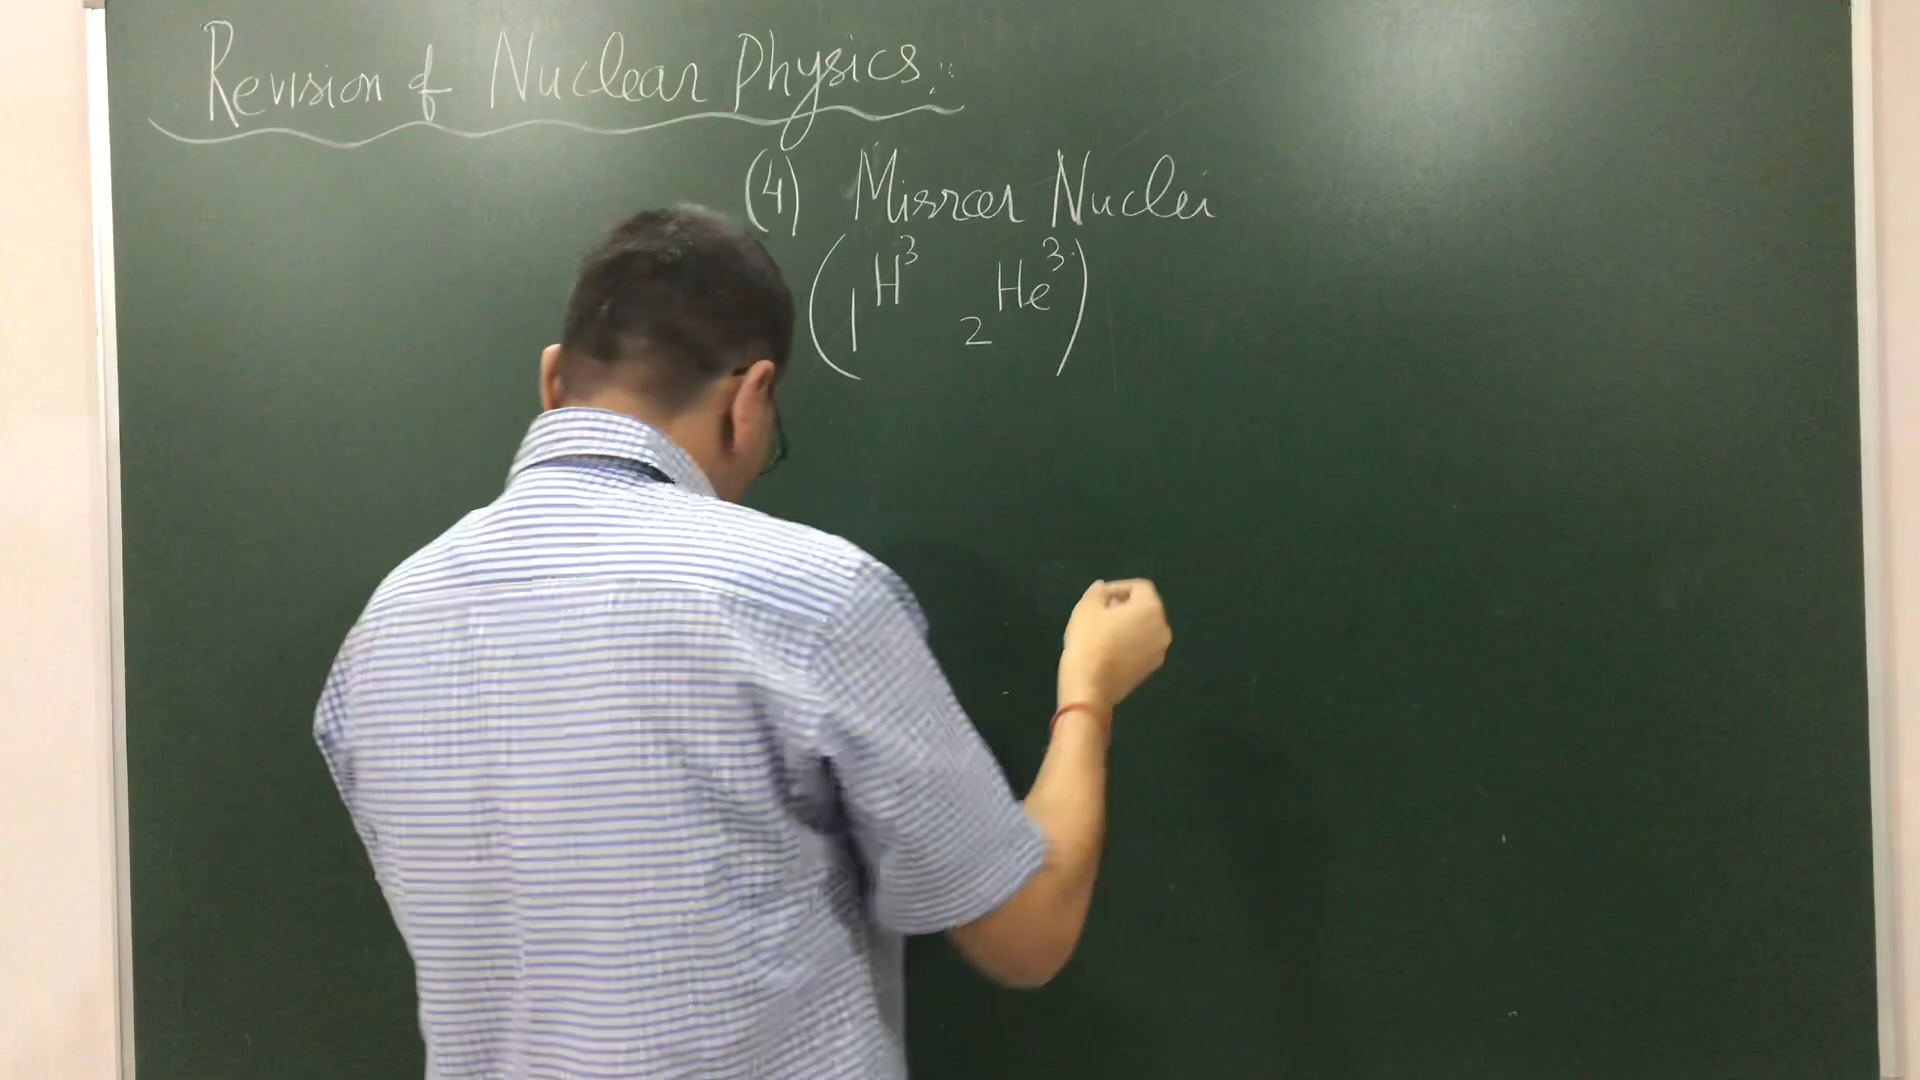 Revision of Nuclear Physics.
(4) Mirror Nuclei
(₁H³ ₂He³)